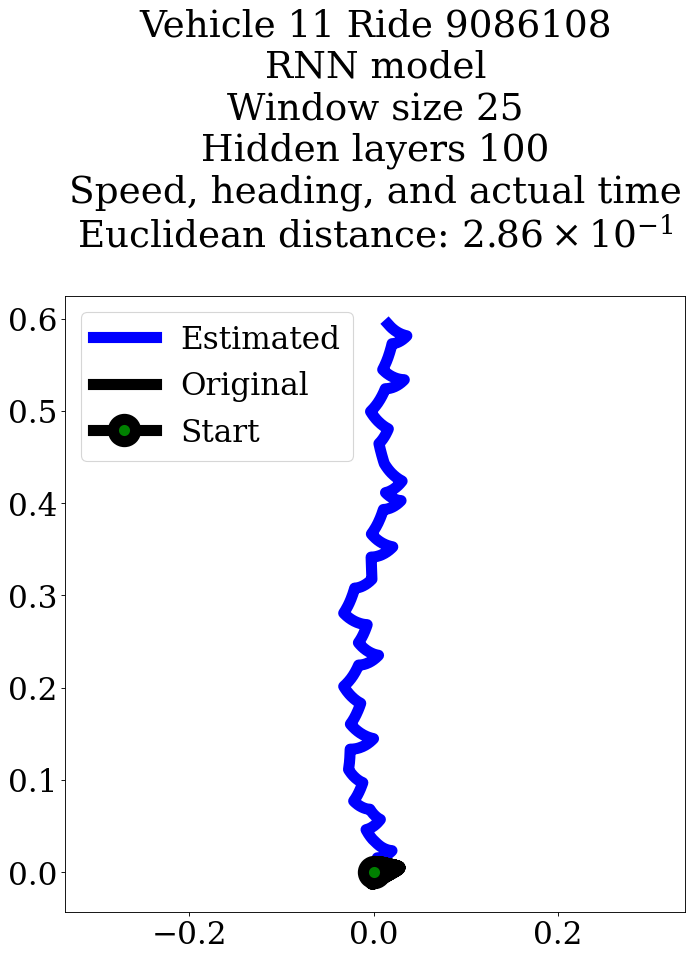 Vehicle 11 Ride 9086108
RNN model
Window size 25
Hidden layers 100
Speed, heading, and actual time
Euclidean distance: 2.86 × 10⁻¹
Estimated
Original
Start
0.6
0.5
0.4
0.3
0.2
0.1
0.0
−0.2 0.0 0.2